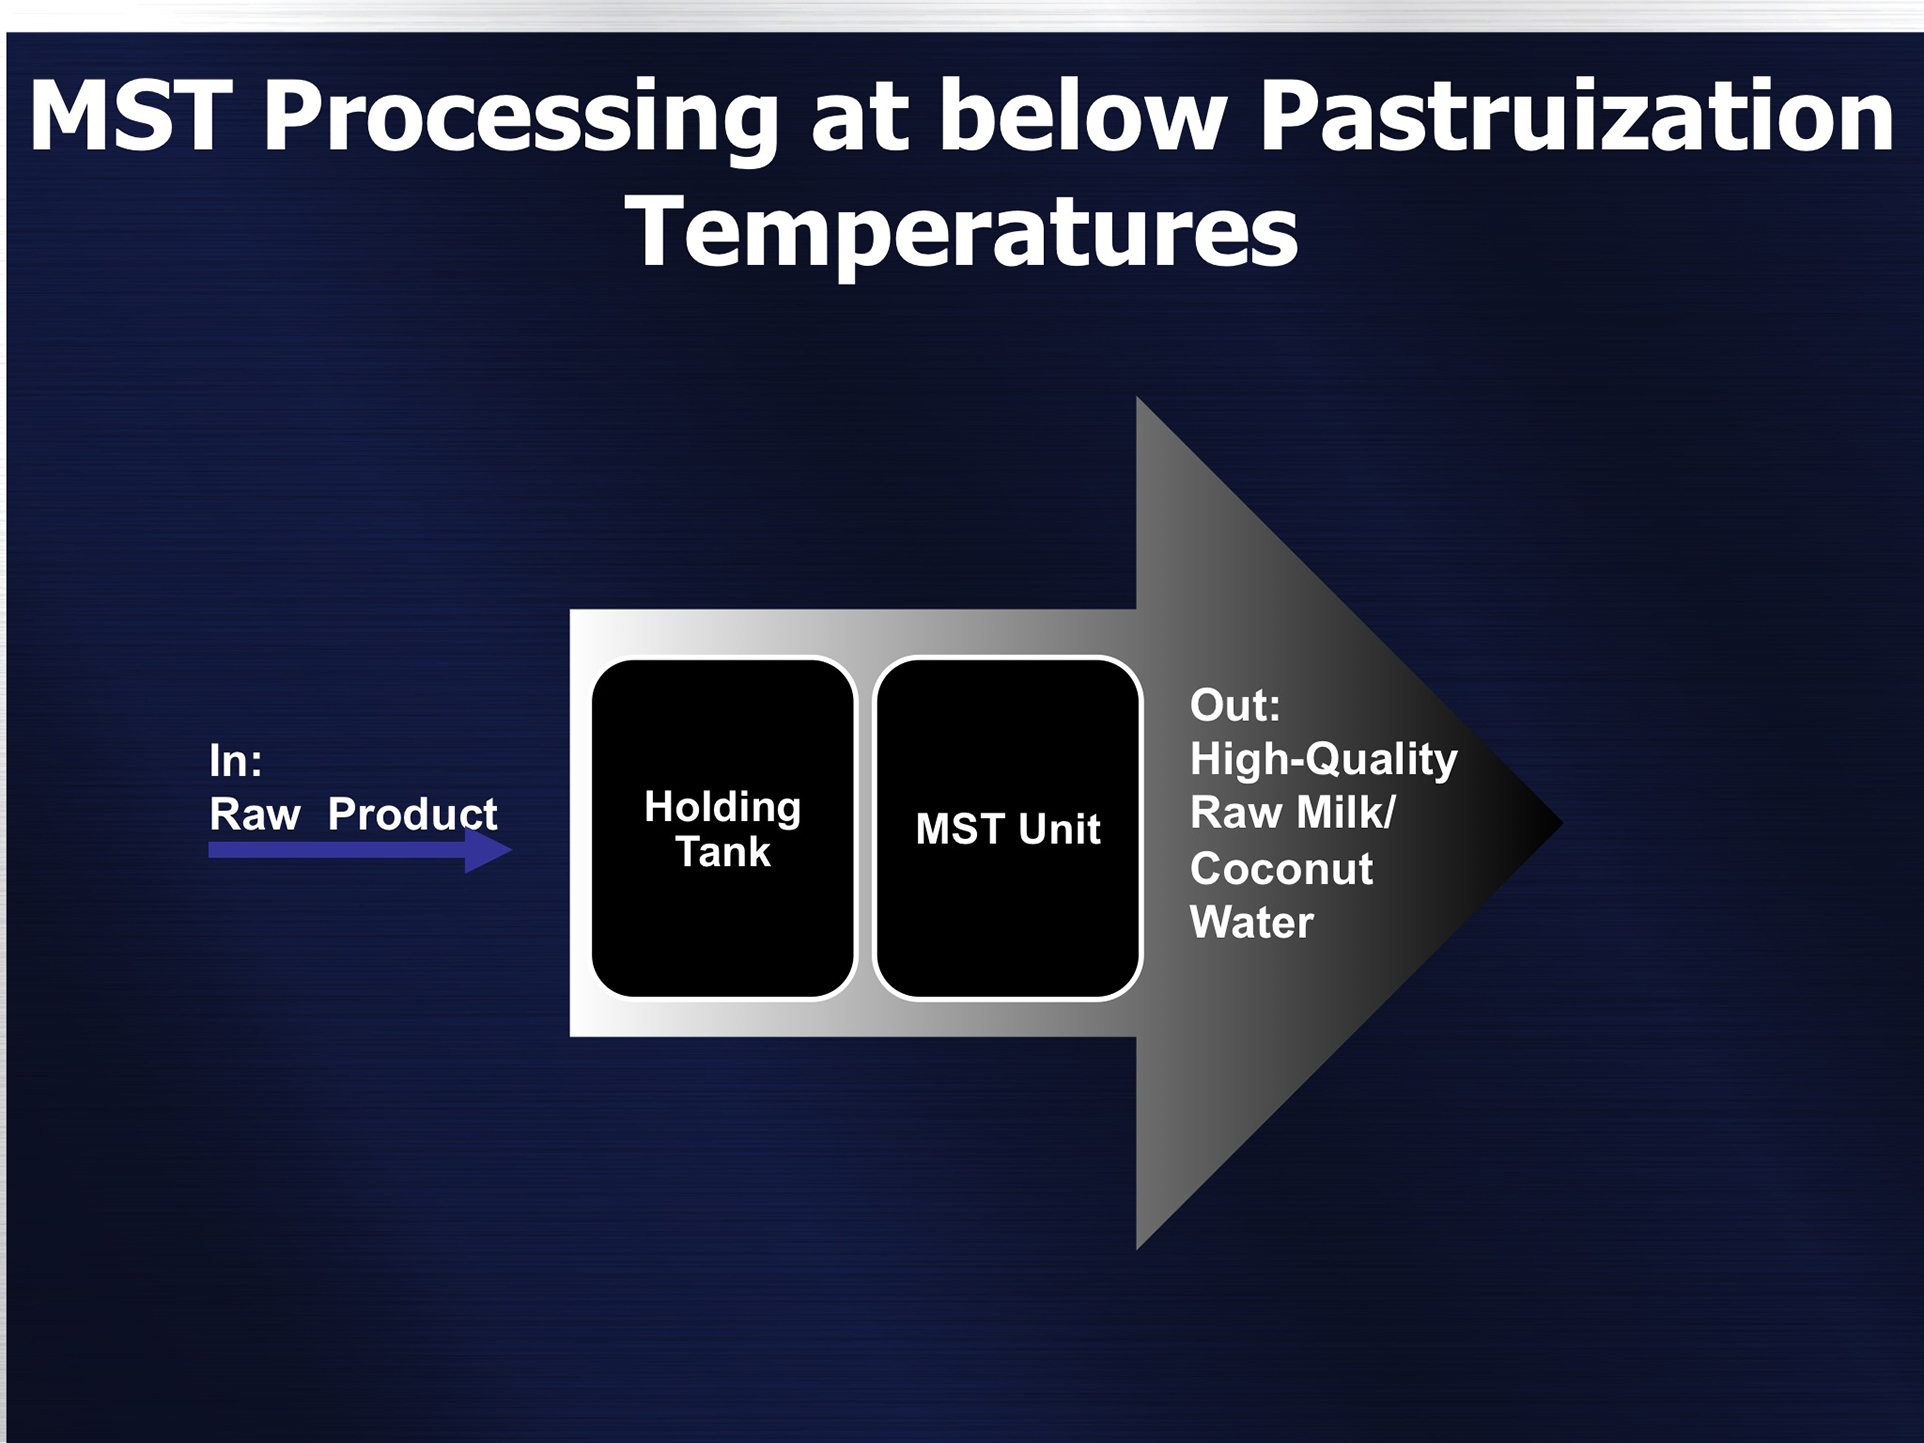 MST Processing at below Pastruization
Temperatures
In:
Raw Product
Holding
Tank
MST Unit
Out:
High-Quality
Raw Milk/
Coconut
Water